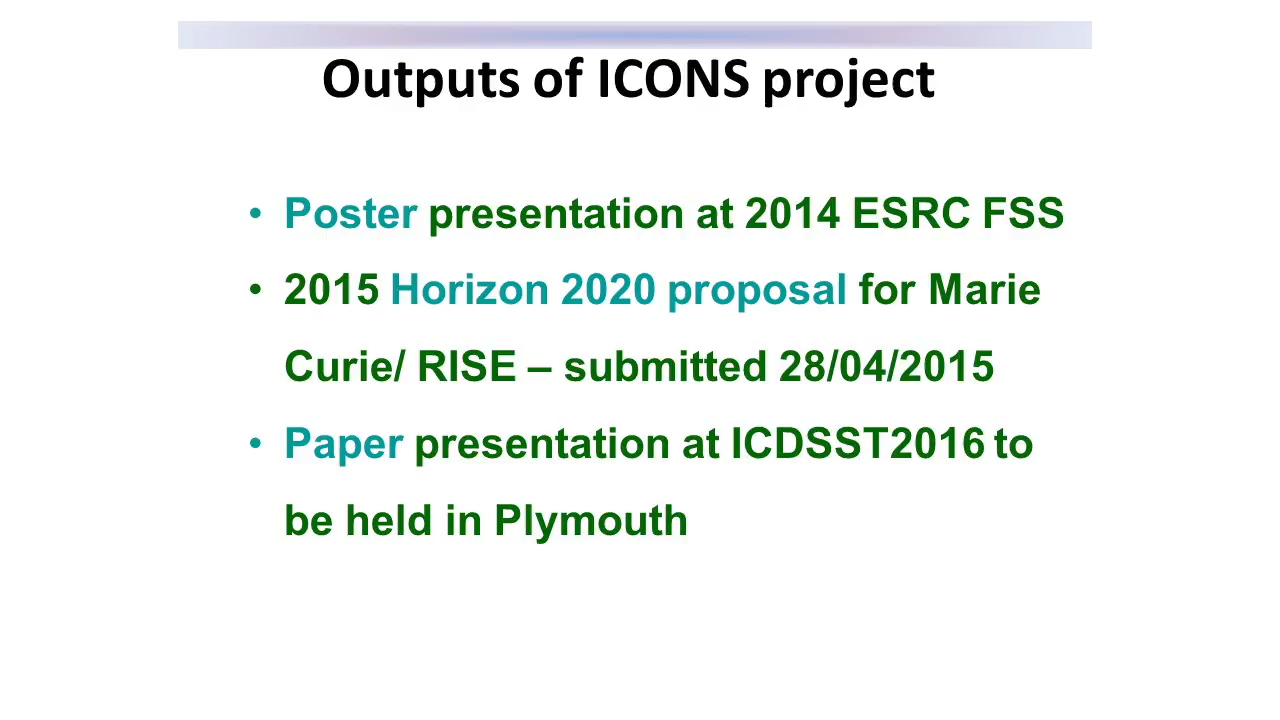 Outputs of ICONS project
• Poster presentation at 2014 ESRC FSS
• 2015 Horizon 2020 proposal for Marie
Curie/ RISE – submitted 28/04/2015
• Paper presentation at ICDSST2016 to
be held in Plymouth